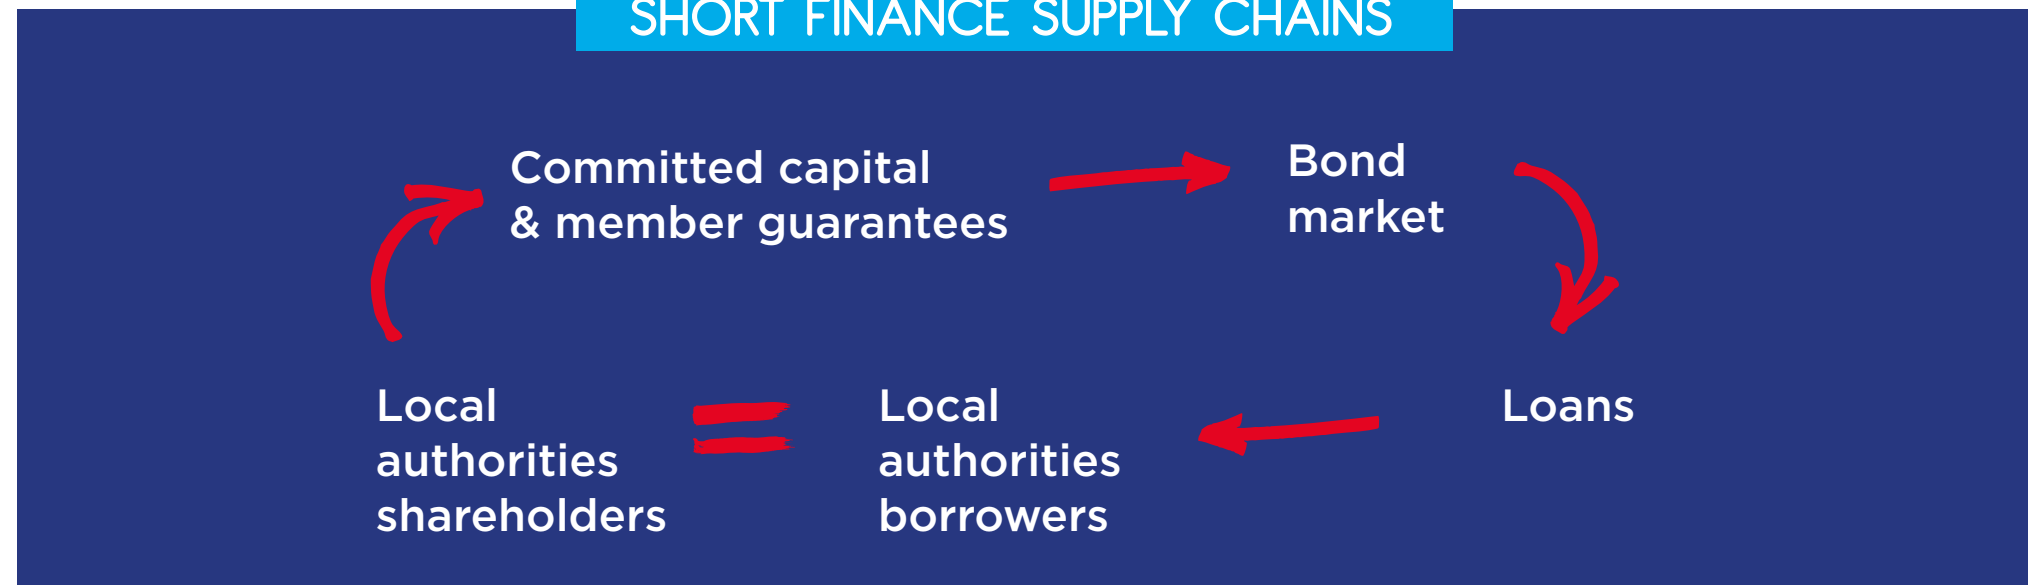 SHORT FINANCE SUPPLY CHAINS
Committed capital
& member guarantees
Bond
market
Local
authorities
shareholders
Local
authorities
borrowers
Loans